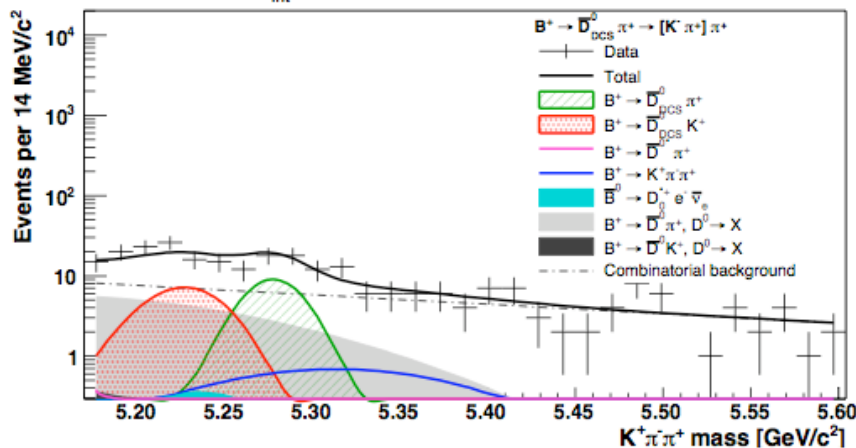 int
B⁺ → D̅⁰DCS π⁺ → [K⁻ π⁺] π⁺
Data
Total
B⁺ → D̅⁰DCS π⁺
B⁺ → D̅⁰DCS K⁺
B⁺ → D̅⁰* π⁺
B⁺ → K⁺π⁻π⁺
B̅⁰ → D₀*⁺ e⁻ ν̅e
B⁺ → D̅⁰π⁺, D⁰→ X
B⁺ → D̅⁰K⁺, D⁰→ X
Combinatorial background
Events per 14 MeV/c²
10⁴
10³
10²
10
1
5.20 5.25 5.30 5.35 5.40 5.45 5.50 5.55 5.60
K⁺π⁻π⁺ mass [GeV/c²]